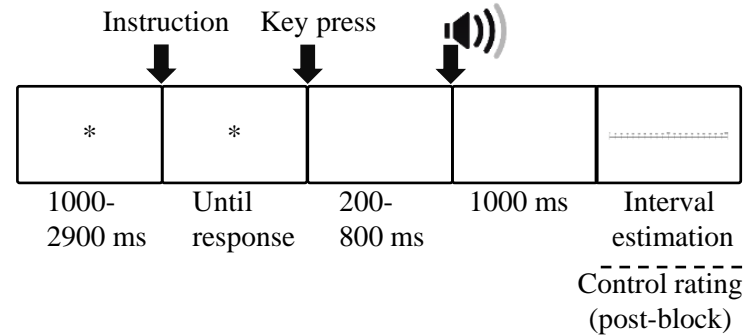 Instruction
Key press
*
*
1000-
2900 ms
Until
response
200-
800 ms
1000 ms
Interval
estimation
Control rating
(post-block)